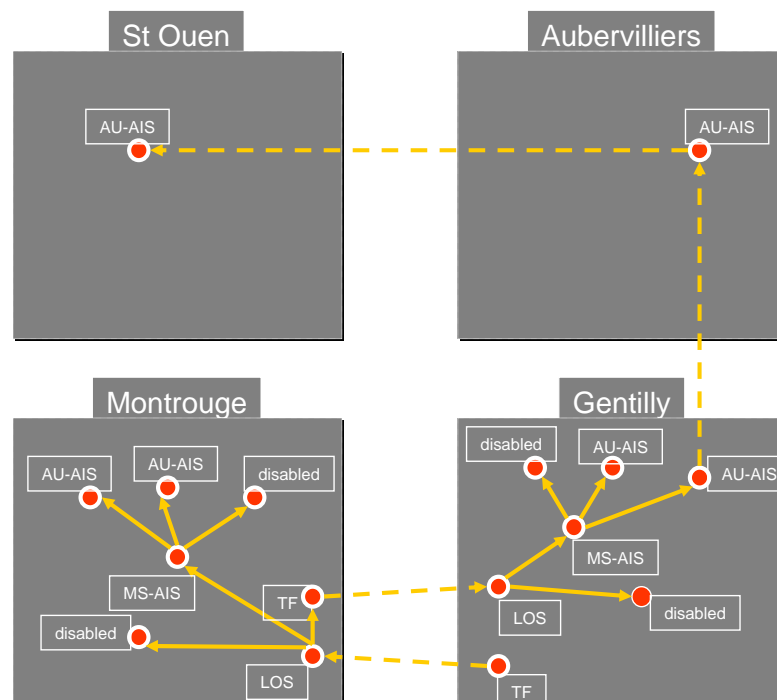 St Ouen
Aubervilliers
AU-AIS
AU-AIS
Montrouge
Gentilly
AU-AIS
AU-AIS
disabled
MS-AIS
TF
disabled
LOS
disabled
AU-AIS
AU-AIS
MS-AIS
LOS
disabled
TF